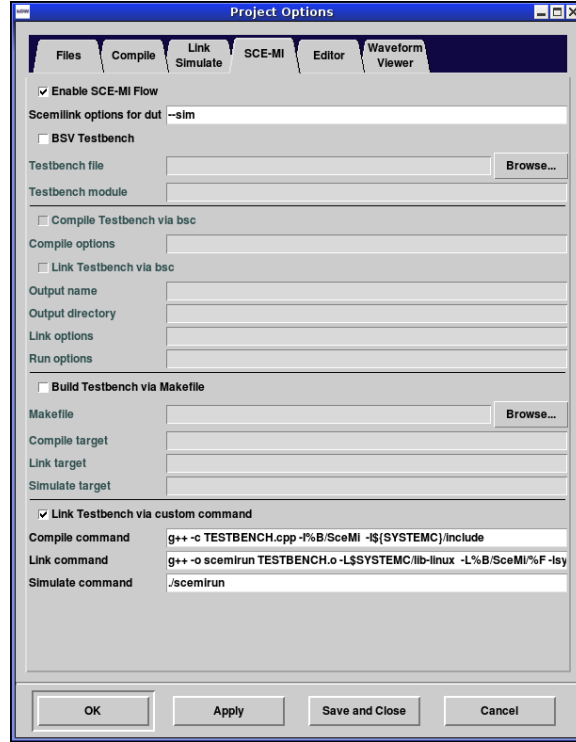 Project Options
Files Compile Link Simulate SCE-MI Editor Waveform Viewer
Enable SCE-MI Flow
Scemilink options for dut --sim
BSV Testbench
Testbench file Browse...
Testbench module
Compile Testbench via bsc
Compile options
Link Testbench via bsc
Output name
Output directory
Link options
Run options
Build Testbench via Makefile
Makefile Browse...
Compile target
Link target
Simulate target
Link Testbench via custom command
Compile command g++ -c TESTBENCH.cpp -I%B/SceMi -I${SYSTEMC}/include
Link command g++ -o scemirun TESTBENCH.o -L$SYSTEMC/lib-linux -L%B/SceMi/%F -lsy
Simulate command ./scemirun
OK Apply Save and Close Cancel